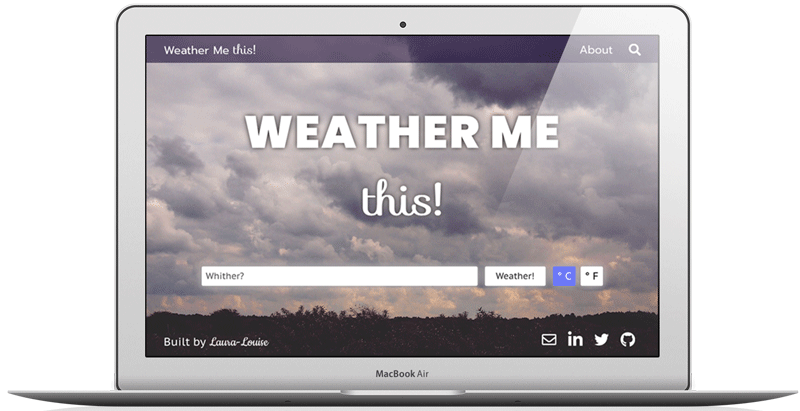 Weather Me this! About
WEATHER ME
this!
Whither? Weather! ° C ° F
Built by Laura-Louise
MacBook Air